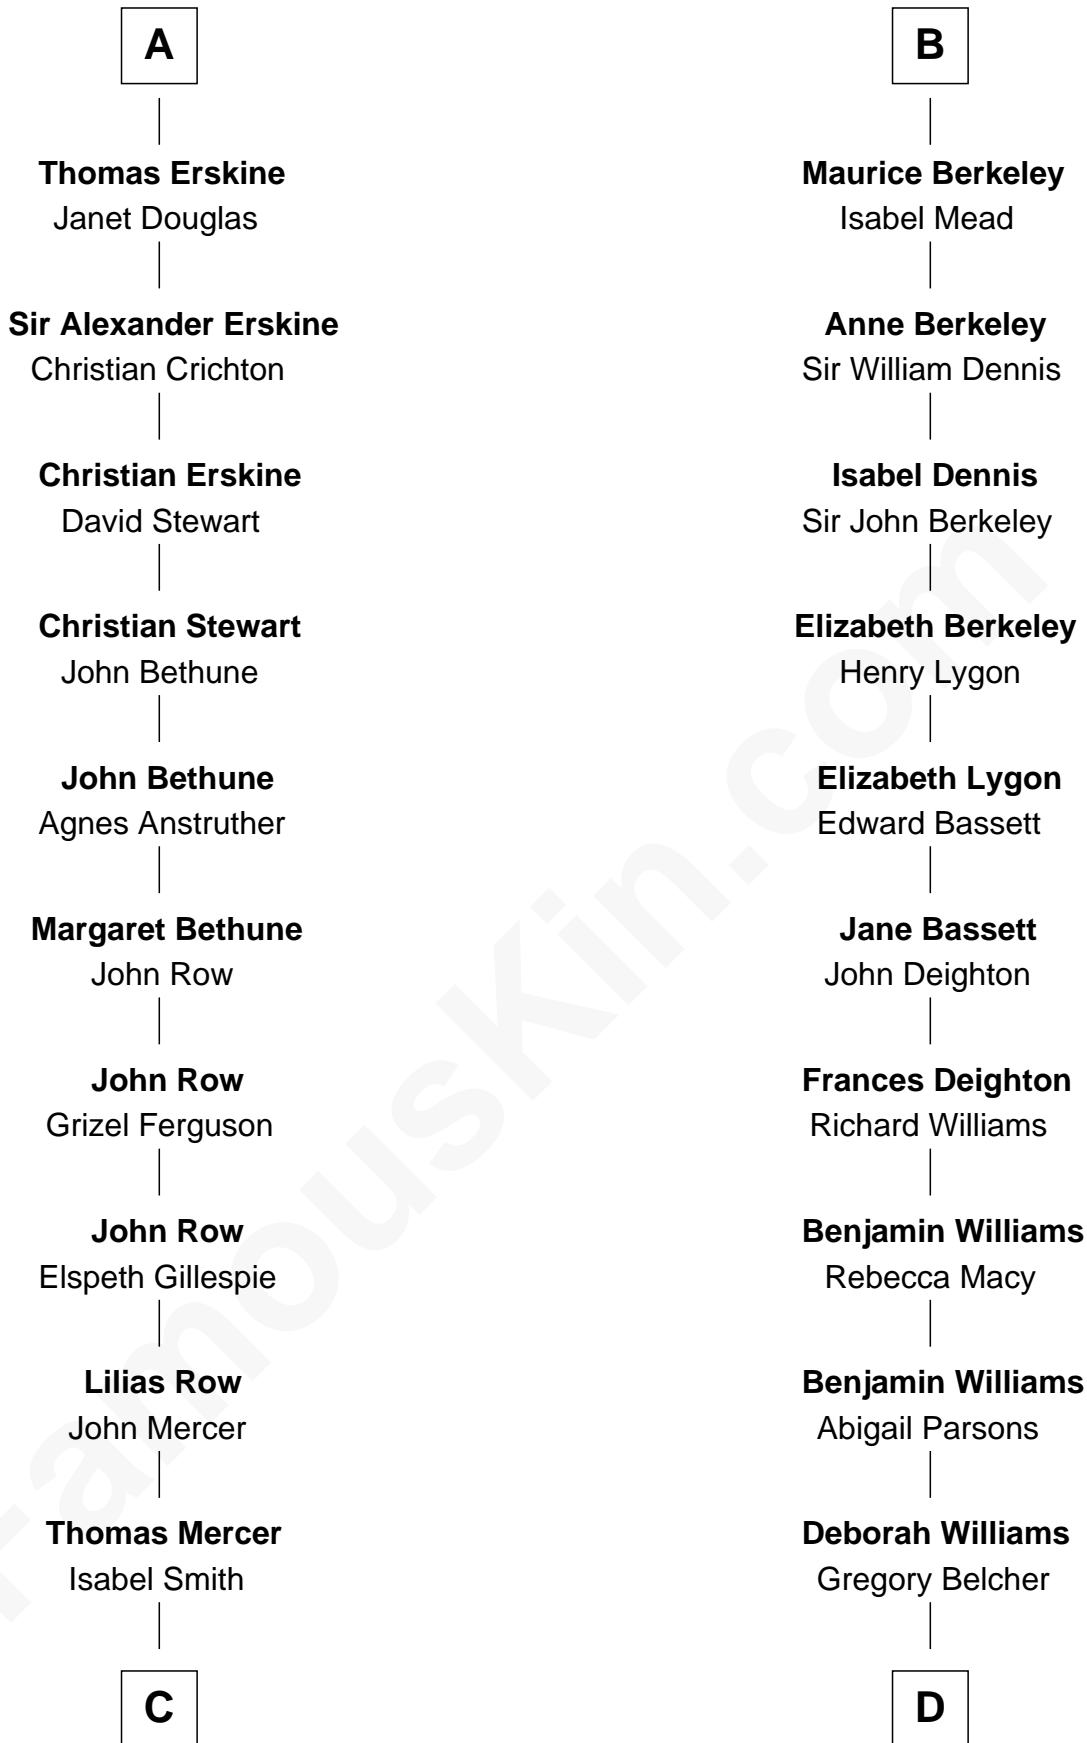 A
Thomas Erskine
Janet Douglas
Sir Alexander Erskine
Christian Crichton
Christian Erskine
David Stewart
Christian Stewart
John Bethune
John Bethune
Agnes Anstruther
Margaret Bethune
John Row
John Row
Grizel Ferguson
John Row
Elspeth Gillespie
Lilias Row
John Mercer
Thomas Mercer
Isabel Smith
C
B
Maurice Berkeley
Isabel Mead
Anne Berkeley
Sir William Dennis
Isabel Dennis
Sir John Berkeley
Elizabeth Berkeley
Henry Lygon
Elizabeth Lygon
Edward Bassett
Jane Bassett
John Deighton
Frances Deighton
Richard Williams
Benjamin Williams
Rebecca Macy
Benjamin Williams
Abigail Parsons
Deborah Williams
Gregory Belcher
D
FamousKin.com